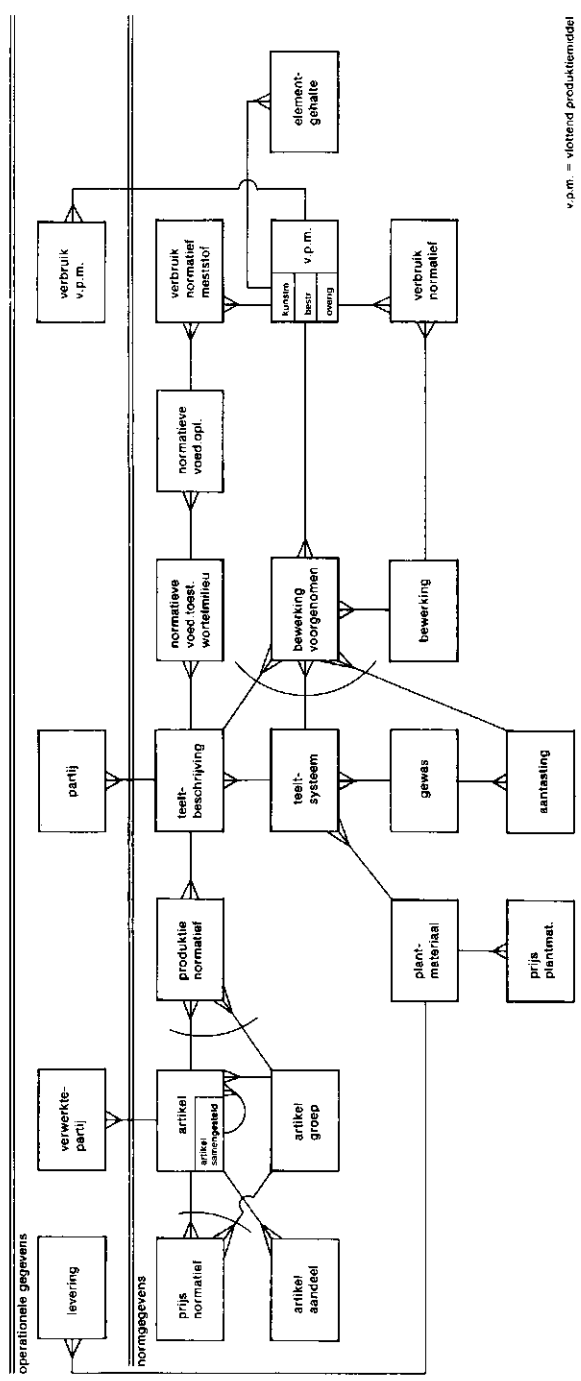 operationele gegevens
levering
verwerkte-
partij
partij
verbruik
v.p.m.
normgegevens
prijs
normatief
artikel
artikel
samengesteld
produktie
normatief
teelt-
beschrijving
normatieve
voed.toest.
wortelmilieu
normatieve
voed.opl.
verbruik
normatief
meststof
artikel
aandeel
artikel
groep
teelt-
systeem
bewerking
voorgenomen
kunstm
bestr
overig
v.p.m.
element-
gehalte
plant-
materiaal
gewas
bewerking
verbruik
normatief
prijs
plantmat.
aantasting
v.p.m. = vlottend produktiemiddel